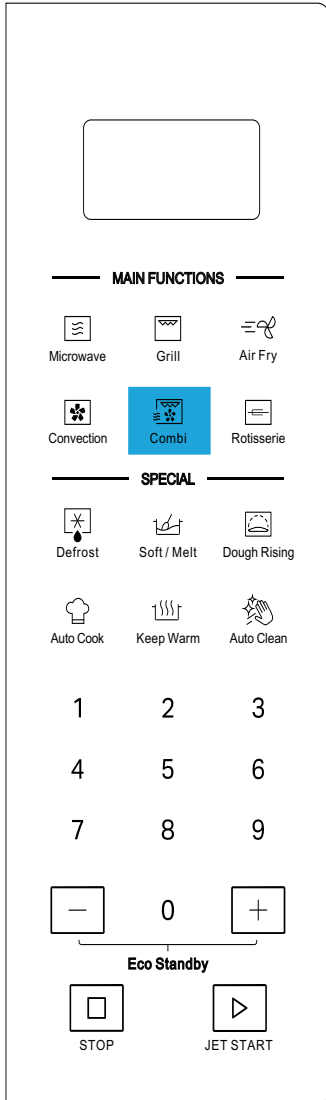 MAIN FUNCTIONS
Microwave Grill Air Fry
Convection Combi Rotisserie
SPECIAL
Defrost Soft / Melt Dough Rising
Auto Cook Keep Warm Auto Clean
1 2 3
4 5 6
7 8 9
− 0 +
Eco Standby
STOP JET START